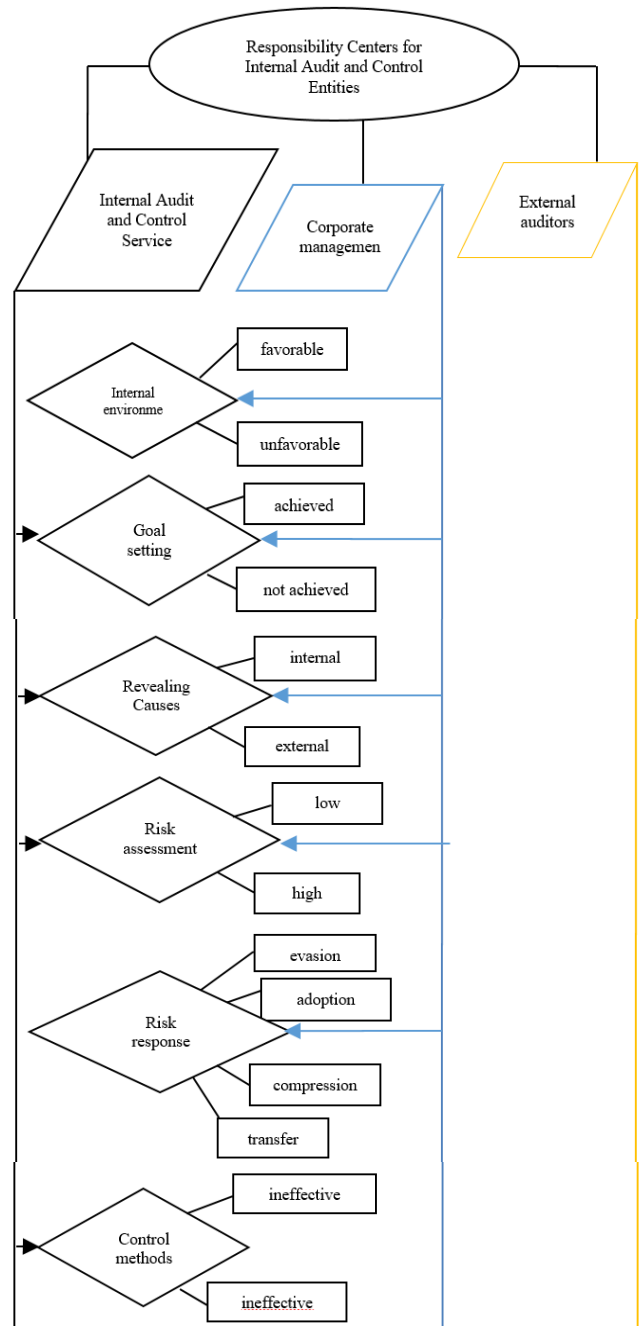 Responsibility Centers for
Internal Audit and Control
Entities
Internal Audit
and Control
Service
Corporate
managemen
External
auditors
favorable
Internal
environme
unfavorable
achieved
Goal
setting
not achieved
internal
Revealing
Causes
external
low
Risk
assessment
high
evasion
adoption
Risk
response
compression
transfer
ineffective
Control
methods
ineffective